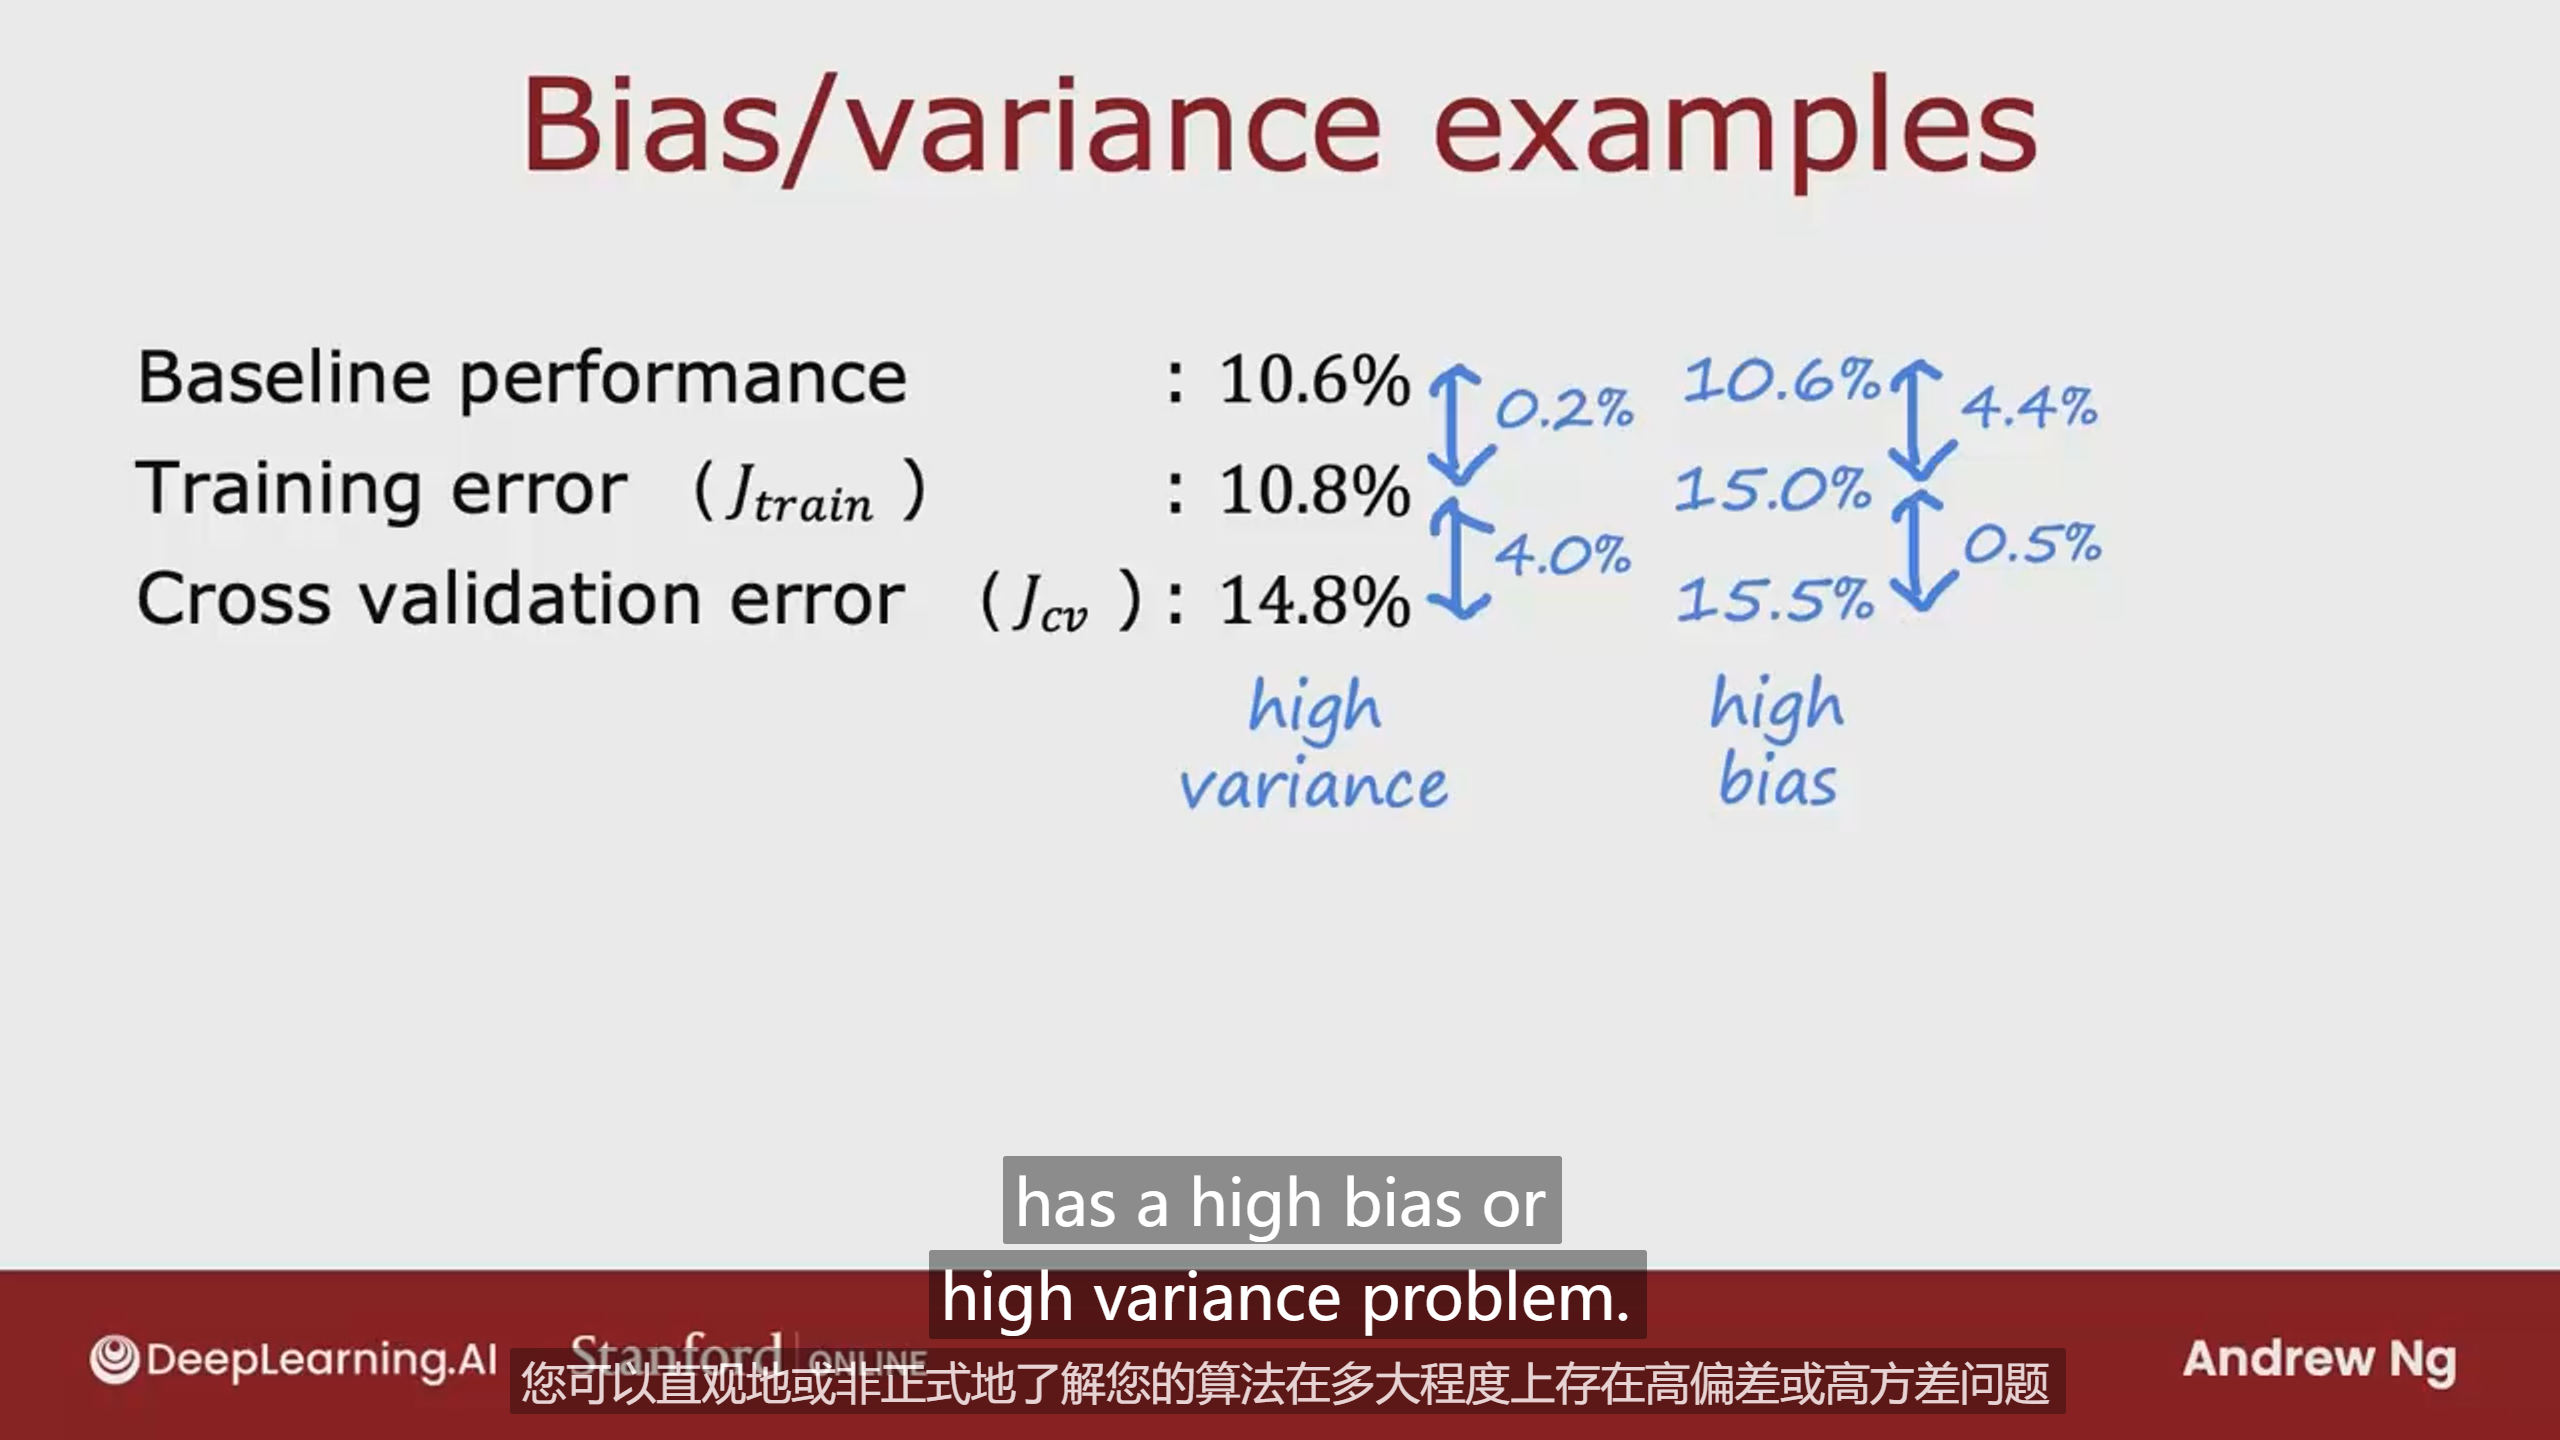 Bias/variance examples
Baseline performance : 10.6% 0.2% 10.6% 4.4%
Training error (J_train) : 10.8% 15.0%
Cross validation error (J_cv) : 14.8% 4.0% 15.5% 0.5%
high variance high bias
has a high bias or
high variance problem.
DeepLearning.AI Stanford ONLINE Andrew Ng
您可以直观地或非正式地了解您的算法在多大程度上存在高偏差或高方差问题